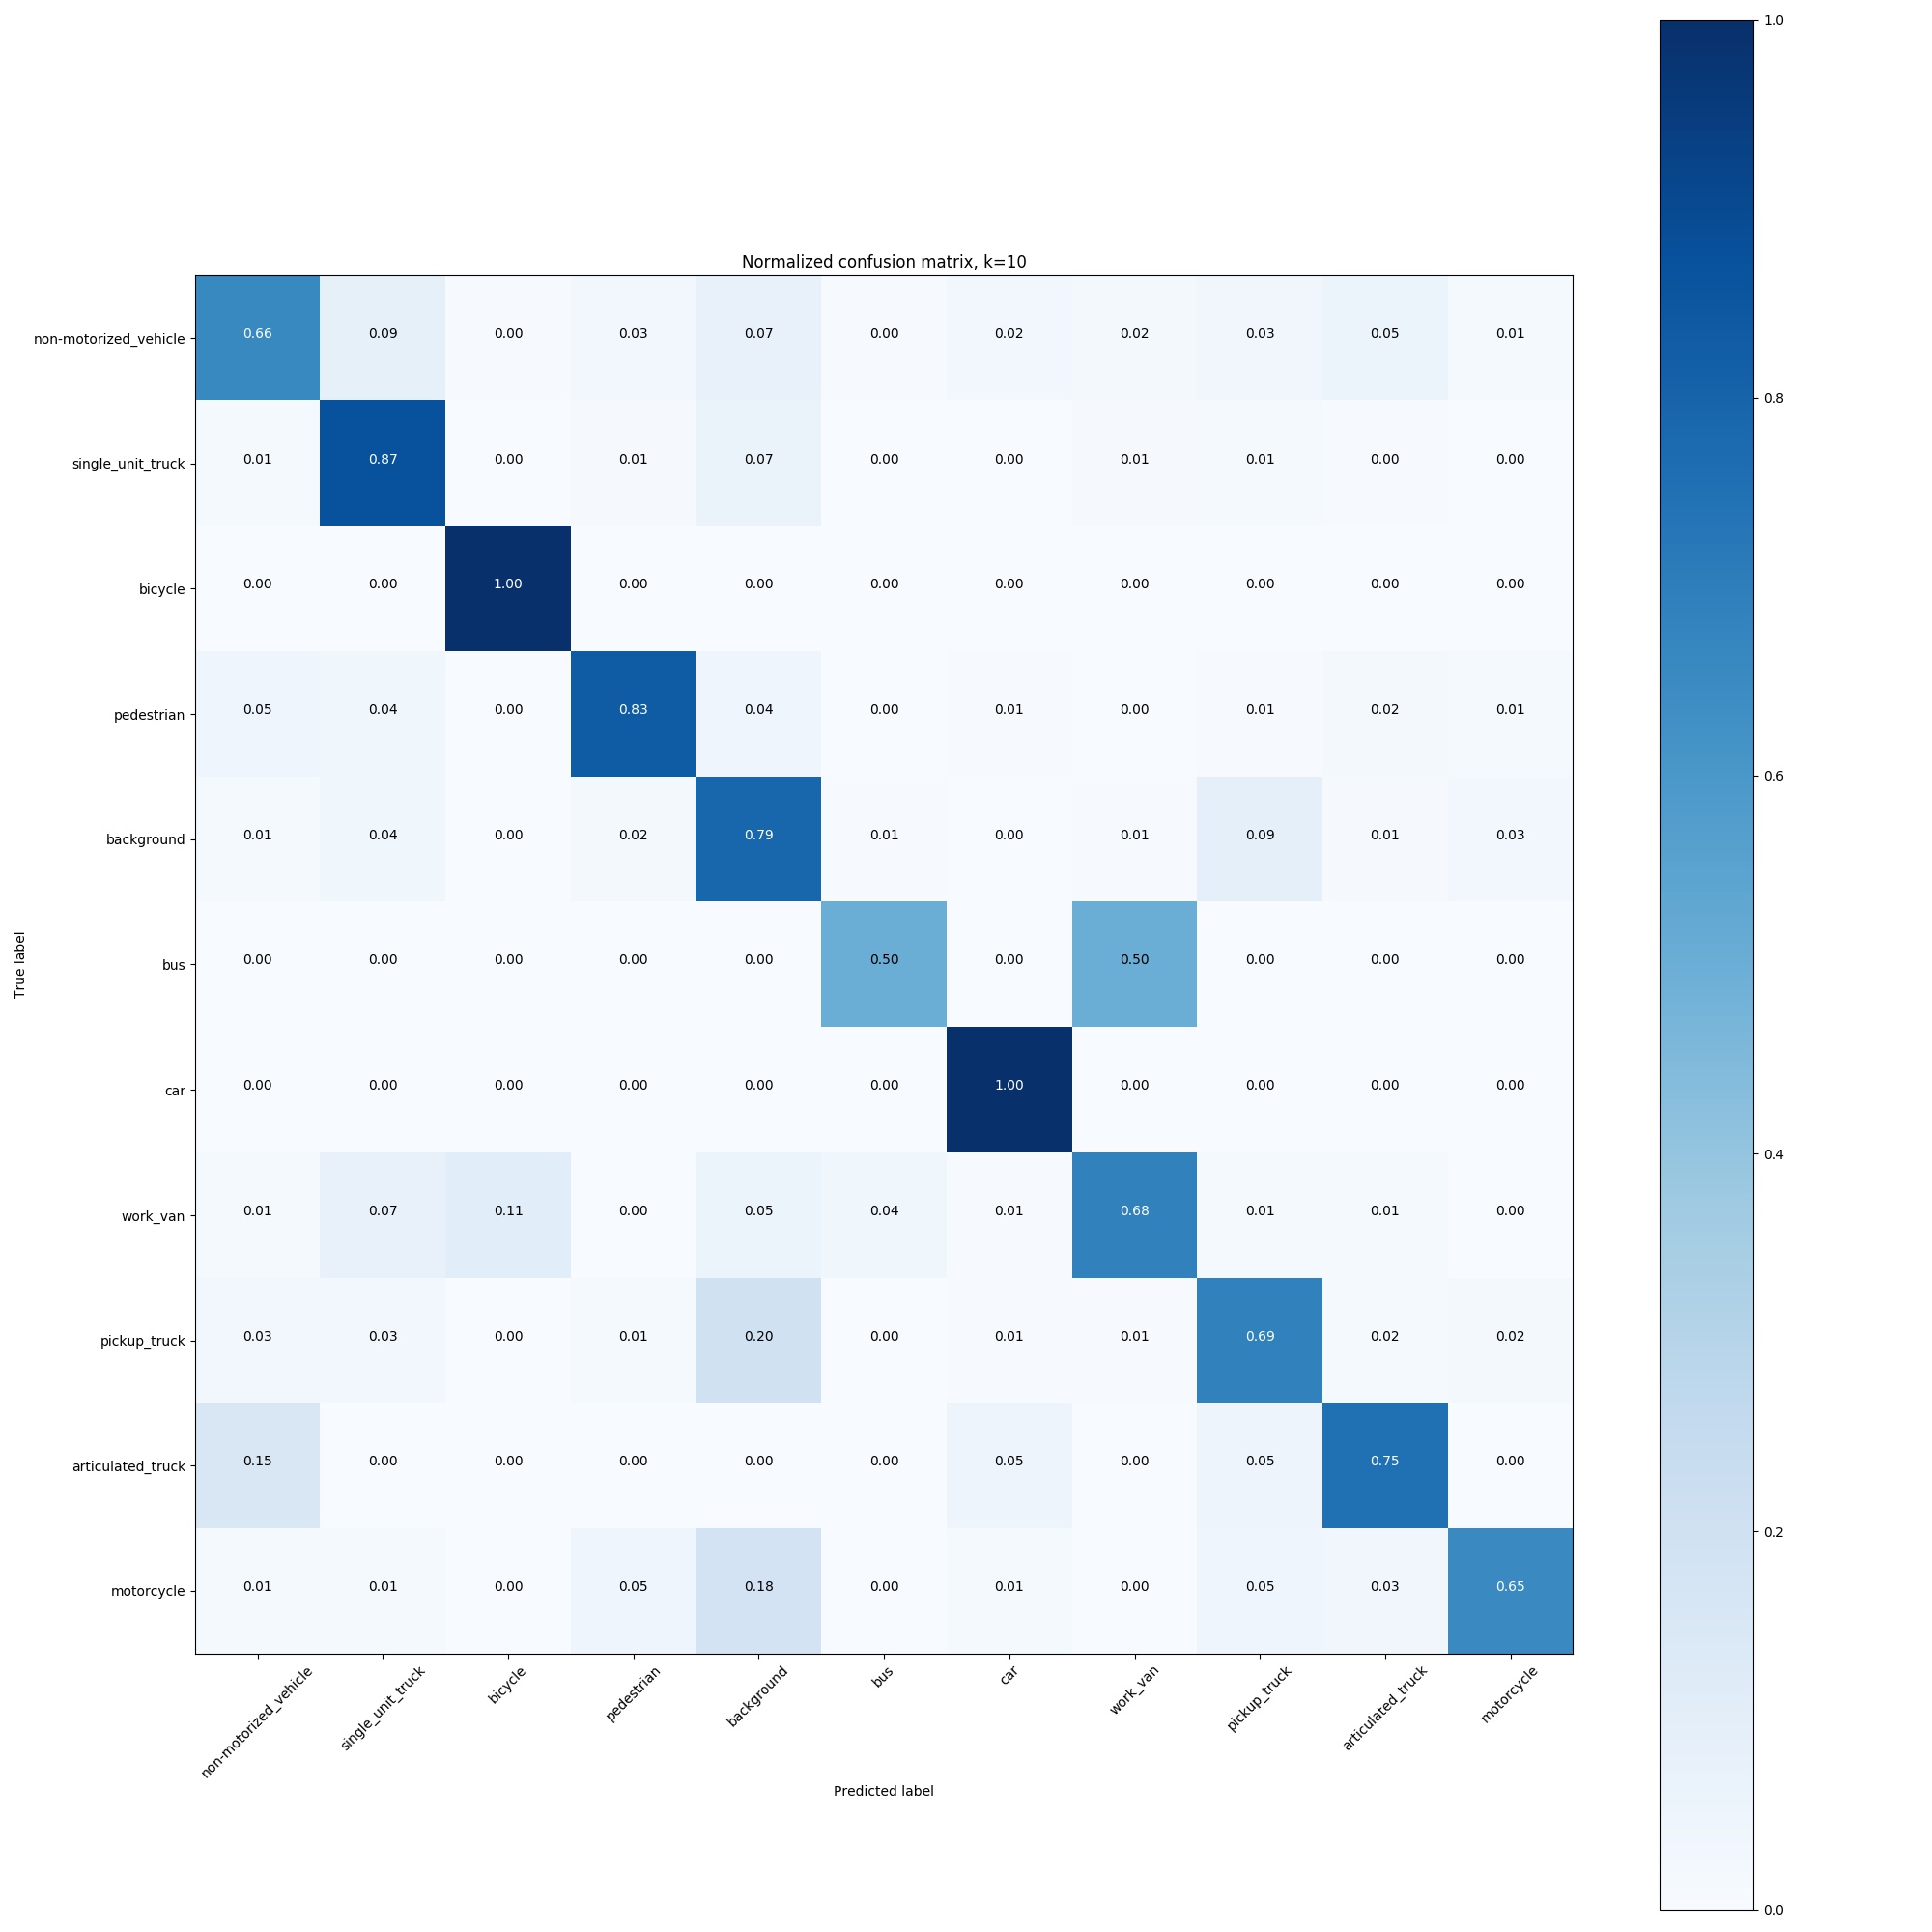 Normalized confusion matrix, k=10
1.0
0.8
0.6
0.4
0.2
0.0
True label
non-motorized_vehicle 0.66 0.09 0.00 0.03 0.07 0.00 0.02 0.02 0.03 0.05 0.01
single_unit_truck 0.01 0.87 0.00 0.01 0.07 0.00 0.00 0.01 0.01 0.00 0.00
bicycle 0.00 0.00 1.00 0.00 0.00 0.00 0.00 0.00 0.00 0.00 0.00
pedestrian 0.05 0.04 0.00 0.83 0.04 0.00 0.01 0.00 0.01 0.02 0.01
background 0.01 0.04 0.00 0.02 0.79 0.01 0.00 0.01 0.09 0.01 0.03
bus 0.00 0.00 0.00 0.00 0.00 0.50 0.00 0.50 0.00 0.00 0.00
car 0.00 0.00 0.00 0.00 0.00 0.00 1.00 0.00 0.00 0.00 0.00
work_van 0.01 0.07 0.11 0.00 0.05 0.04 0.01 0.68 0.01 0.01 0.00
pickup_truck 0.03 0.03 0.00 0.01 0.20 0.00 0.01 0.01 0.69 0.02 0.02
articulated_truck 0.15 0.00 0.00 0.00 0.00 0.00 0.05 0.00 0.05 0.75 0.00
motorcycle 0.01 0.01 0.00 0.05 0.18 0.00 0.01 0.00 0.05 0.03 0.65
non-motorized_vehicle single_unit_truck bicycle pedestrian background bus car work_van pickup_truck articulated_truck motorcycle
Predicted label